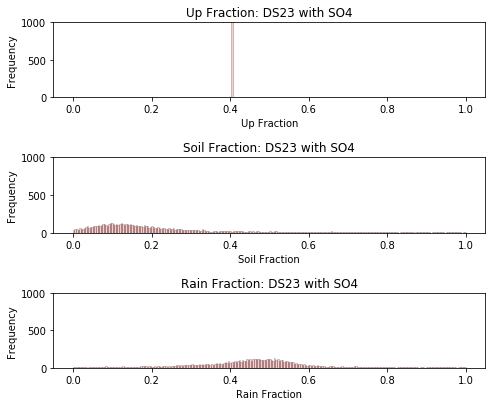 Up Fraction: DS23 with SO4
1000
500
0
Frequency
0.0 0.2 0.4 0.6 0.8 1.0
Up Fraction
Soil Fraction: DS23 with SO4
1000
500
0
Frequency
0.0 0.2 0.4 0.6 0.8 1.0
Soil Fraction
Rain Fraction: DS23 with SO4
1000
500
0
Frequency
0.0 0.2 0.4 0.6 0.8 1.0
Rain Fraction